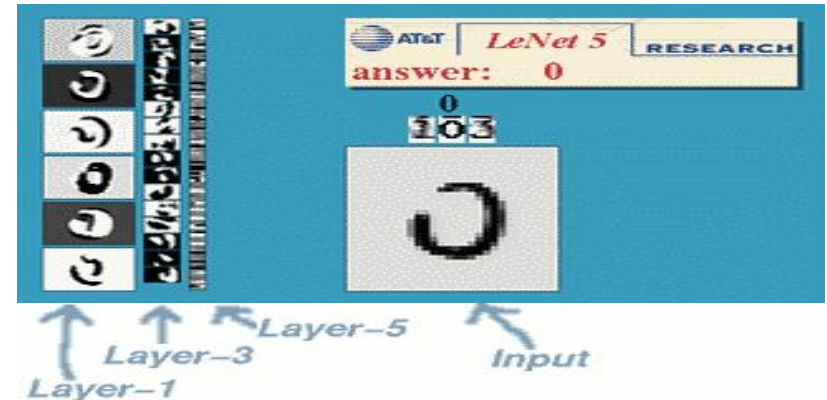 AT&T LeNet 5 RESEARCH
answer: 0
0
103
Layer-5
Layer-3
Input
Layer-1